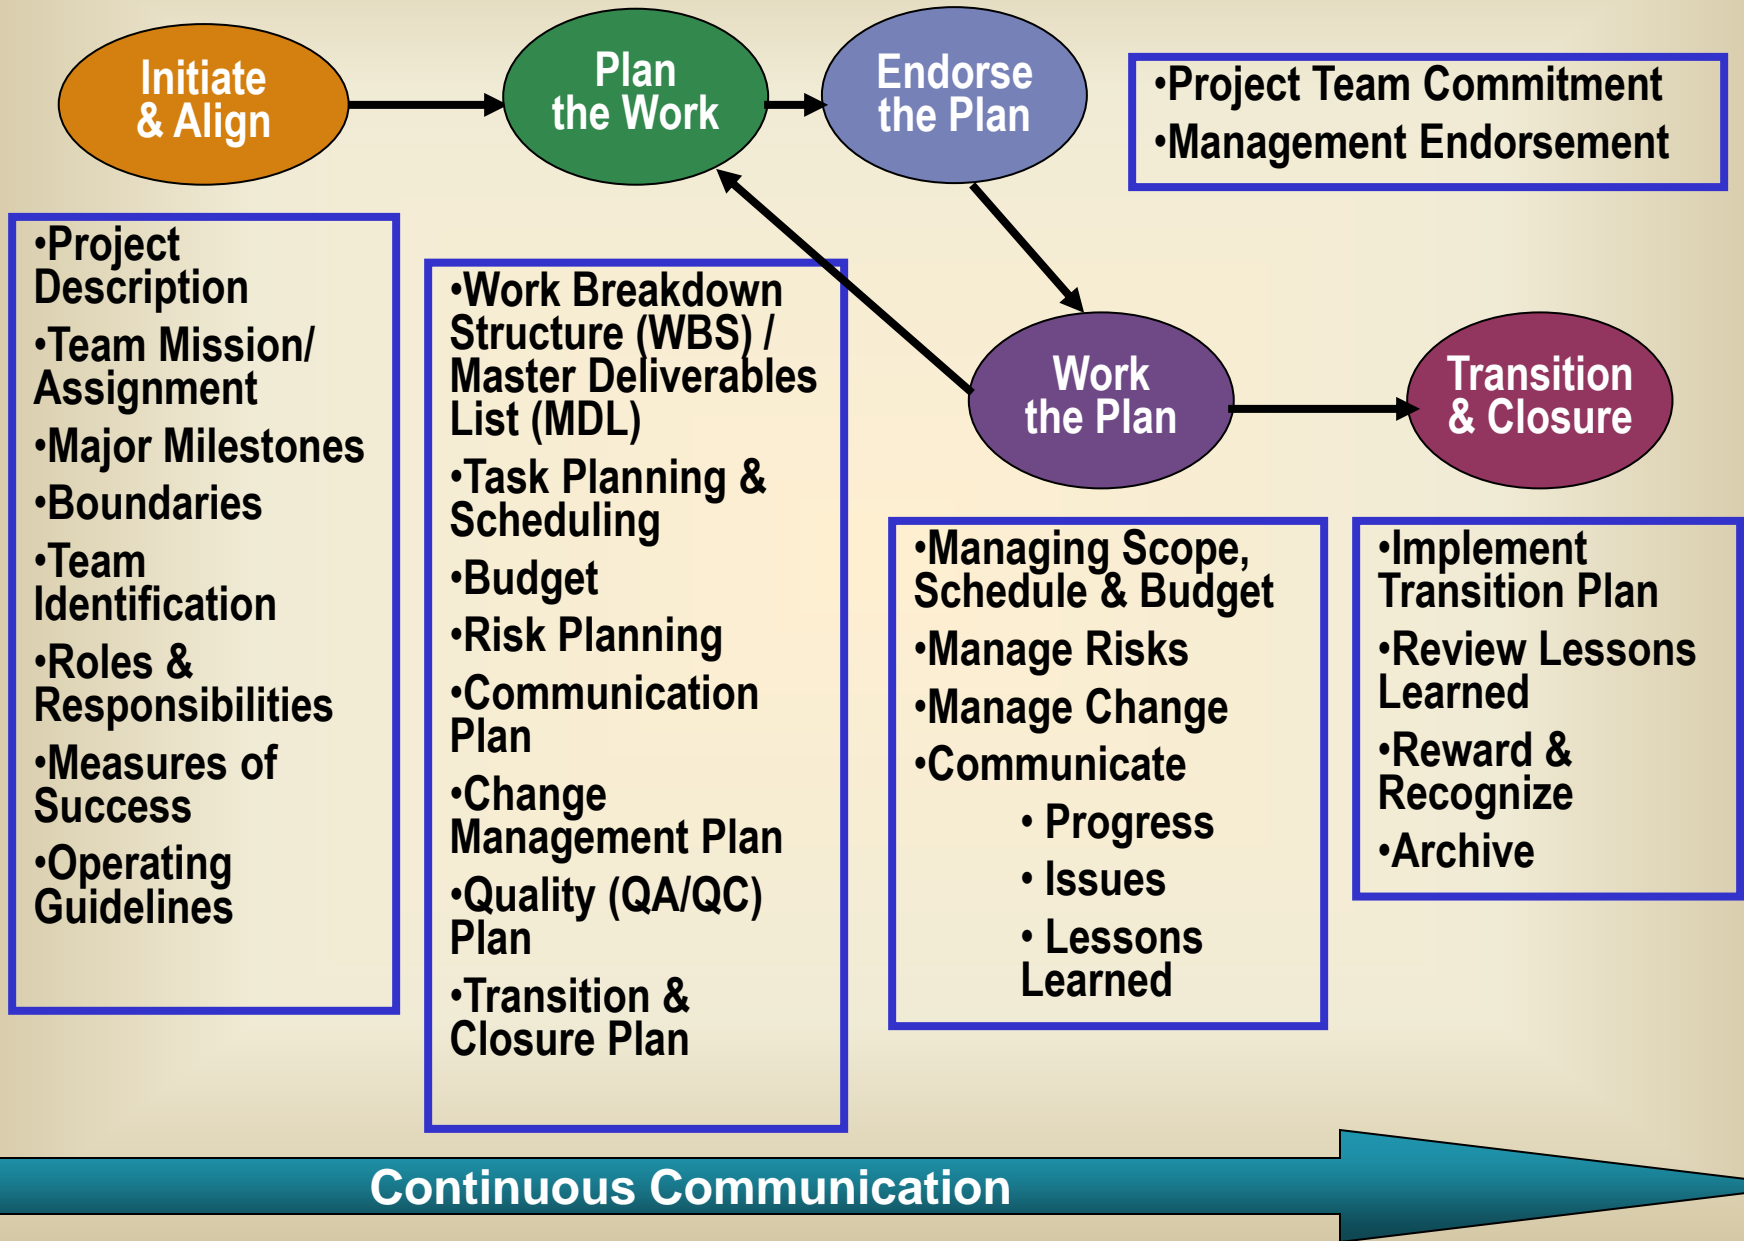 Initiate
& Align
Plan
the Work
Endorse
the Plan
•Project Team Commitment
•Management Endorsement
•Project
Description
•Team Mission/
Assignment
•Major Milestones
•Boundaries
•Team
Identification
•Roles &
Responsibilities
•Measures of
Success
•Operating
Guidelines
•Work Breakdown
Structure (WBS) /
Master Deliverables
List (MDL)
•Task Planning &
Scheduling
•Budget
•Risk Planning
•Communication
Plan
•Change
Management Plan
•Quality (QA/QC)
Plan
•Transition &
Closure Plan
Work
the Plan
•Managing Scope,
Schedule & Budget
•Manage Risks
•Manage Change
•Communicate
• Progress
• Issues
• Lessons
Learned
Transition
& Closure
•Implement
Transition Plan
•Review Lessons
Learned
•Reward &
Recognize
•Archive
Continuous Communication